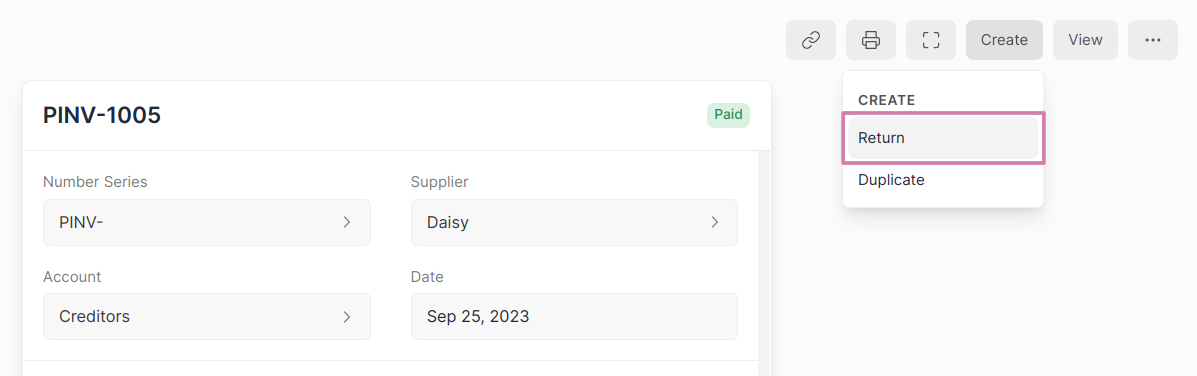 Create
View
CREATE
Return
Duplicate
PINV-1005
Paid
Number Series
Supplier
PINV-
Daisy
Account
Date
Creditors
Sep 25, 2023